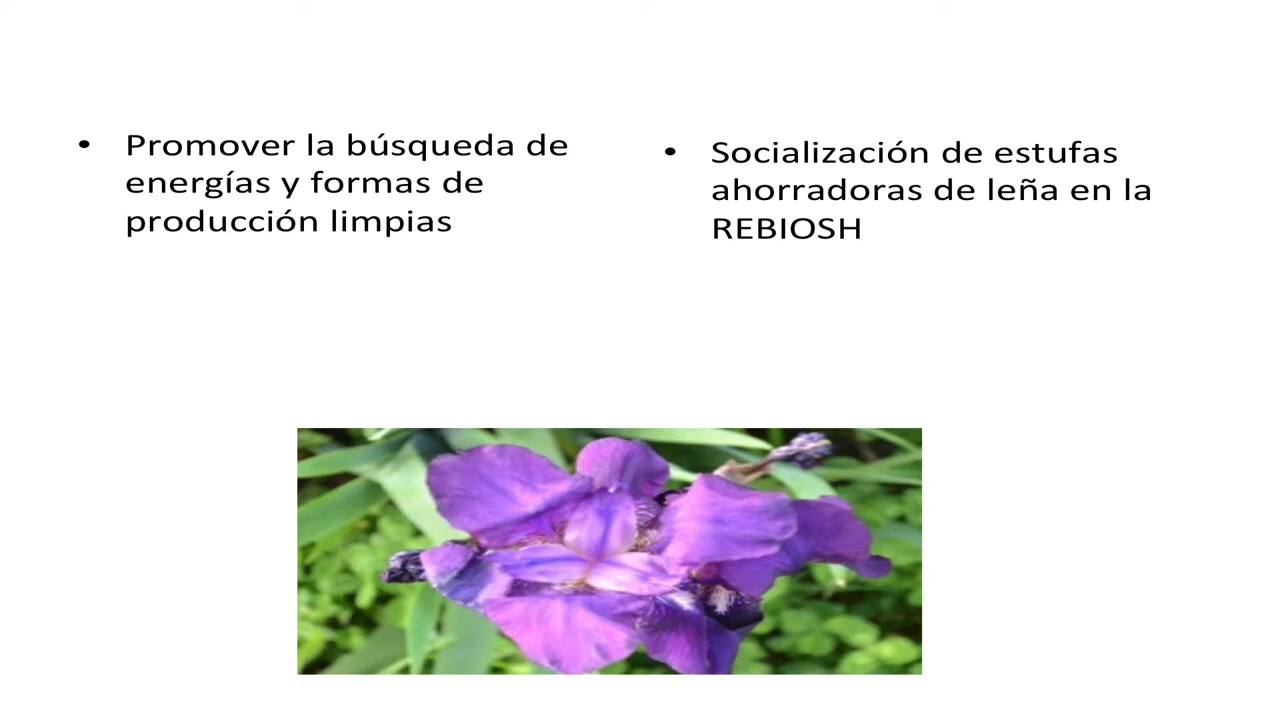 • Promover la búsqueda de
energías y formas de
producción limpias
• Socialización de estufas
ahorradoras de leña en la
REBIOSH